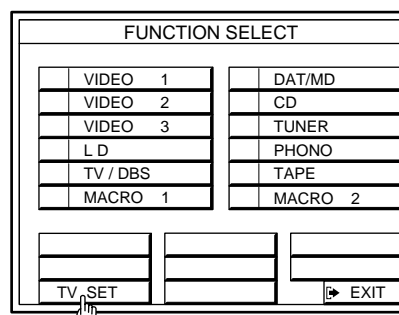 FUNCTION SELECT
VIDEO 1
VIDEO 2
VIDEO 3
L D
TV / DBS
MACRO 1
DAT/MD
CD
TUNER
PHONO
TAPE
MACRO 2
TV SET
EXIT